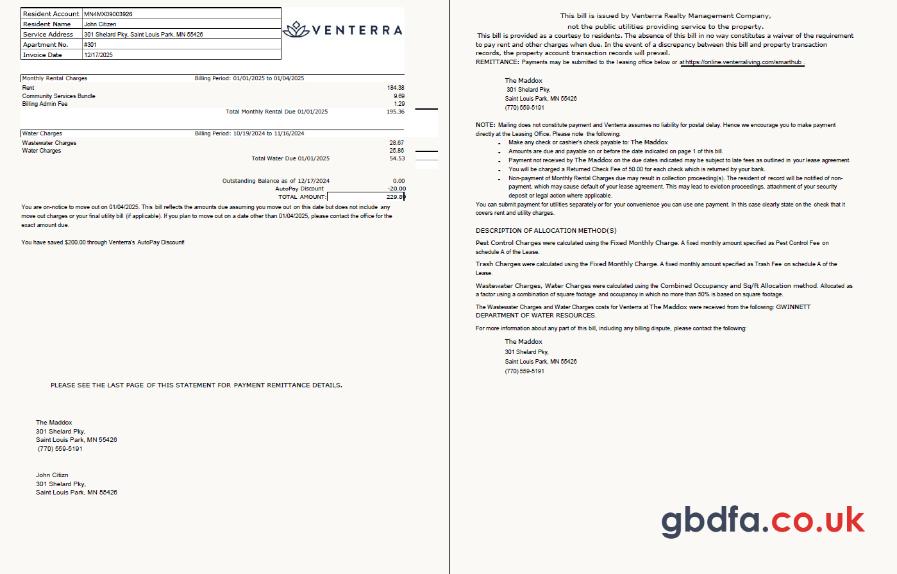 Resident Account MN4MX09003926
Resident Name John Citizen
Service Address 301 Shelard Pky, Saint Louis Park, MN 55426
Apartment No. #301
Invoice Date 12/17/2025
VENTERRA
Monthly Rental Charges Billing Period: 01/01/2025 to 01/04/2025
Rent 184.38
Community Services Bundle 9.69
Billing Admin Fee 1.29
Total Monthly Rental Due 01/01/2025 195.36
Water Charges Billing Period: 10/19/2024 to 11/16/2024
Wastewater Charges 28.67
Water Charges 25.86
Total Water Due 01/01/2025 54.53
Outstanding Balance as of 12/17/2024 0.00
AutoPay Discount -20.00
TOTAL AMOUNT: 229.89
You are on-notice to move out on 01/04/2025. This bill reflects the amounts due assuming you move out on this date but does not include any
move out charges or your final utility bill (if applicable). If you plan to move out on a date other than 01/04/2025, please contact the office for the
exact amount due.
You have saved $200.00 through Venterra's AutoPay Discount!
PLEASE SEE THE LAST PAGE OF THIS STATEMENT FOR PAYMENT REMITTANCE DETAILS.
The Maddox
301 Shelard Pky,
Saint Louis Park, MN 55426
(770) 559-5191
John Citizn
301 Shelard Pky,
Saint Louis Park, MN 55426
This bill is issued by Venterra Realty Management Company,
not the public utilities providing service to the property.
This bill is provided as a courtesy to residents. The absence of this bill in no way constitutes a waiver of the requirement
to pay rent and other charges when due. In the event of a discrepancy between this bill and property transaction
records, the property account transaction records will prevail.
REMITTANCE: Payments may be submitted to the leasing office below or at https://online.venterraliving.com/smarthub .
The Maddox
301 Shelard Pky,
Saint Louis Park, MN 55426
(770) 559-5191
NOTE: Mailing does not constitute payment and Venterra assumes no liability for postal delay. Hence we encourage you to make payment
directly at the Leasing Office. Please note the following:
• Make any check or cashier's check payable to: The Maddox
• Amounts are due and payable on or before the date indicated on page 1 of this bill.
• Payment not received by The Maddox on the due dates indicated may be subject to late fees as outlined in your lease agreement
• You will be charged a Returned Check Fee of 50.00 for each check which is returned by your bank.
• Non-payment of Monthly Rental Charges due may result in collection proceeding(s). The resident of record will be notified of non-
payment, which may cause default of your lease agreement. This may lead to eviction proceedings, attachment of your security
deposit or legal action where applicable.
You can submit payment for utilities separately or for your convenience you can use one payment. In this case clearly state on the check that it
covers rent and utility charges.
DESCRIPTION OF ALLOCATION METHOD(S)
Pest Control Charges were calculated using the Fixed Monthly Charge. A fixed monthly amount specified as Pest Control Fee on
schedule A of the Lease.
Trash Charges were calculated using the Fixed Monthly Charge. A fixed monthly amount specified as Trash Fee on schedule A of the
Lease.
Wastewater Charges, Water Charges were calculated using the Combined Occupancy and Sq/ft Allocation method. Allocated as
a factor using a combination of square footage and occupancy in which no more than 50% is based on square footage.
The Wastewater Charges and Water Charges costs for Venterra at The Maddox were received from the following: GWINNETT
DEPARTMENT OF WATER RESOURCES.
For more information about any part of this bill, including any billing dispute, please contact the following:
The Maddox
301 Shelard Pky,
Saint Louis Park, MN 55426
(770) 559-5191
gbdfa.co.uk